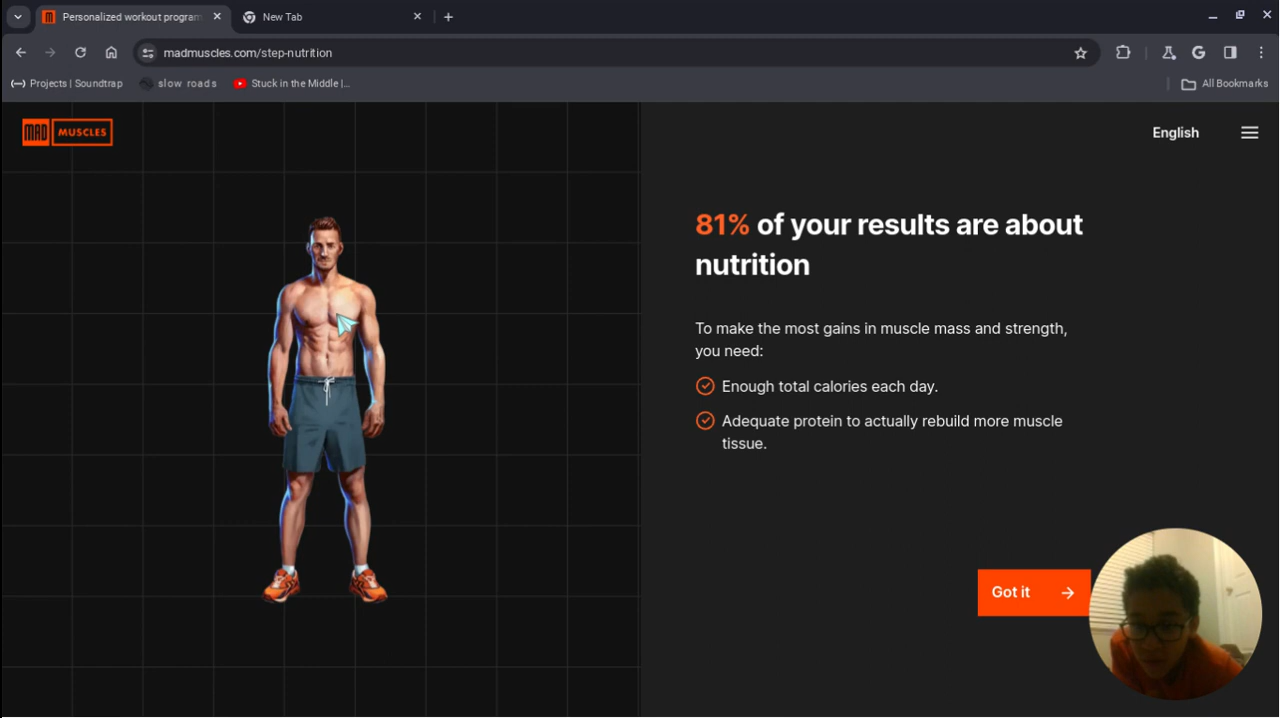 Personalized workout program
New Tab
madmuscles.com/step-nutrition
Projects | Soundtrap
slow roads
Stuck in the Middle |...
All Bookmarks
MAD MUSCLES
English
81% of your results are about
nutrition
To make the most gains in muscle mass and strength,
you need:
Enough total calories each day.
Adequate protein to actually rebuild more muscle
tissue.
Got it